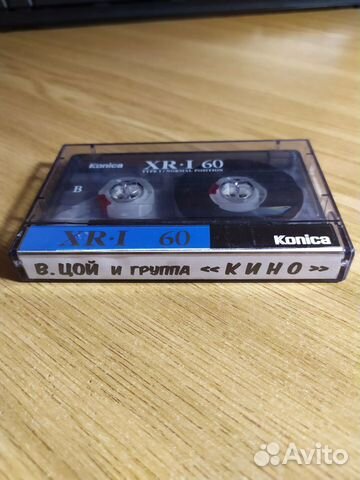 Konica XR·I 60
TYPE I / NORMAL POSITION
B
XR·I 60 Konica
В. ЦОЙ И ГРУППА «КИНО»
Avito